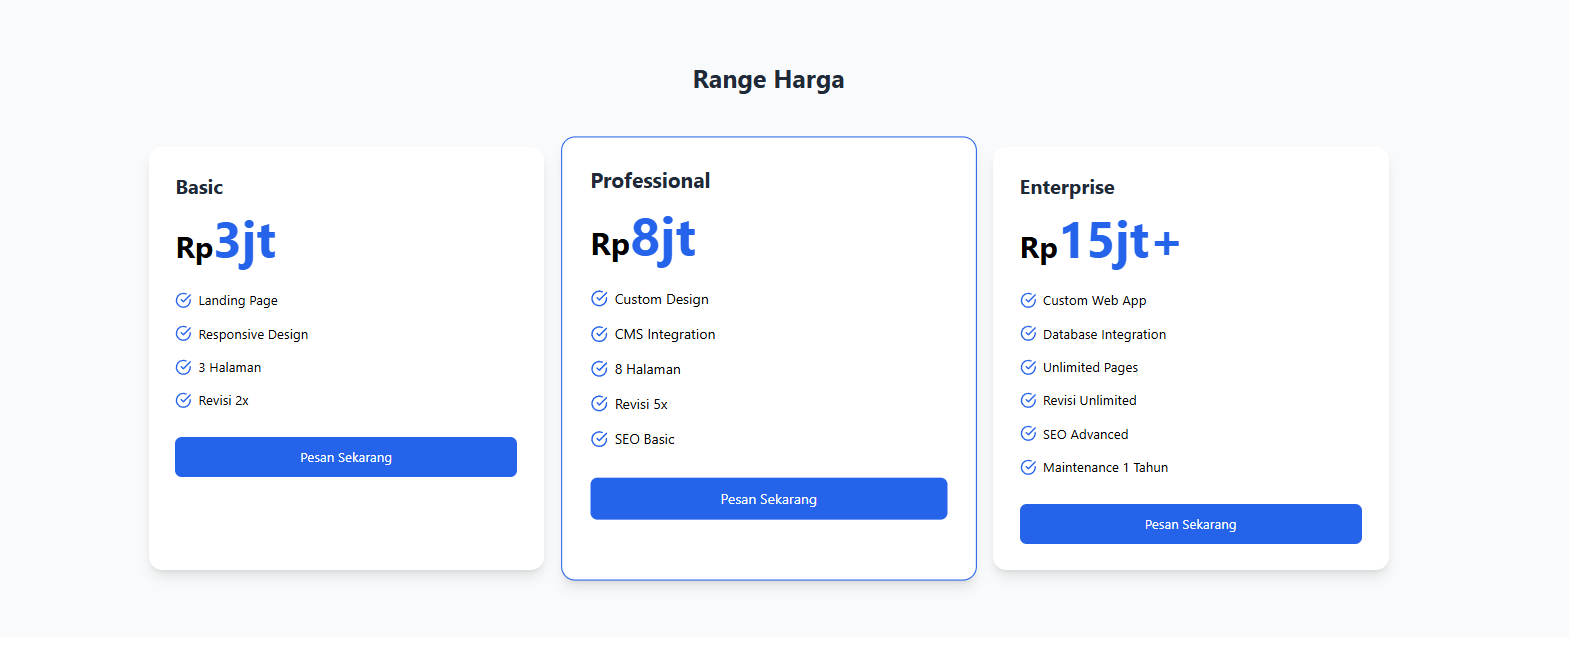 Range Harga
Basic
Rp3jt
Landing Page
Responsive Design
3 Halaman
Revisi 2x
Pesan Sekarang
Professional
Rp8jt
Custom Design
CMS Integration
8 Halaman
Revisi 5x
SEO Basic
Pesan Sekarang
Enterprise
Rp15jt+
Custom Web App
Database Integration
Unlimited Pages
Revisi Unlimited
SEO Advanced
Maintenance 1 Tahun
Pesan Sekarang